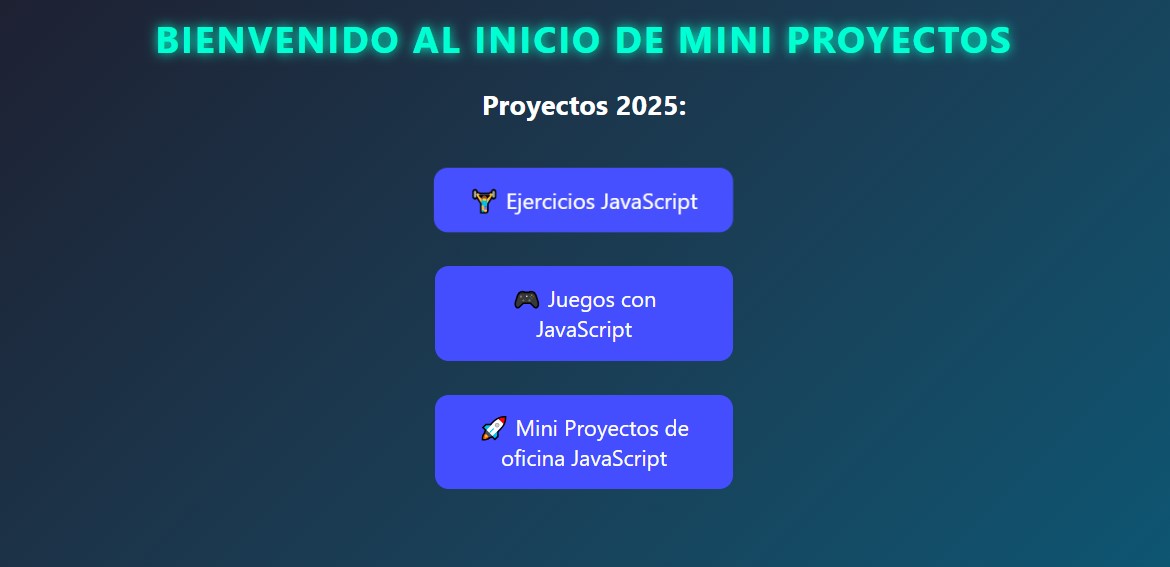 BIENVENIDO AL INICIO DE MINI PROYECTOS
Proyectos 2025:
🏋️ Ejercicios JavaScript
🎮 Juegos con
JavaScript
🚀 Mini Proyectos de
oficina JavaScript